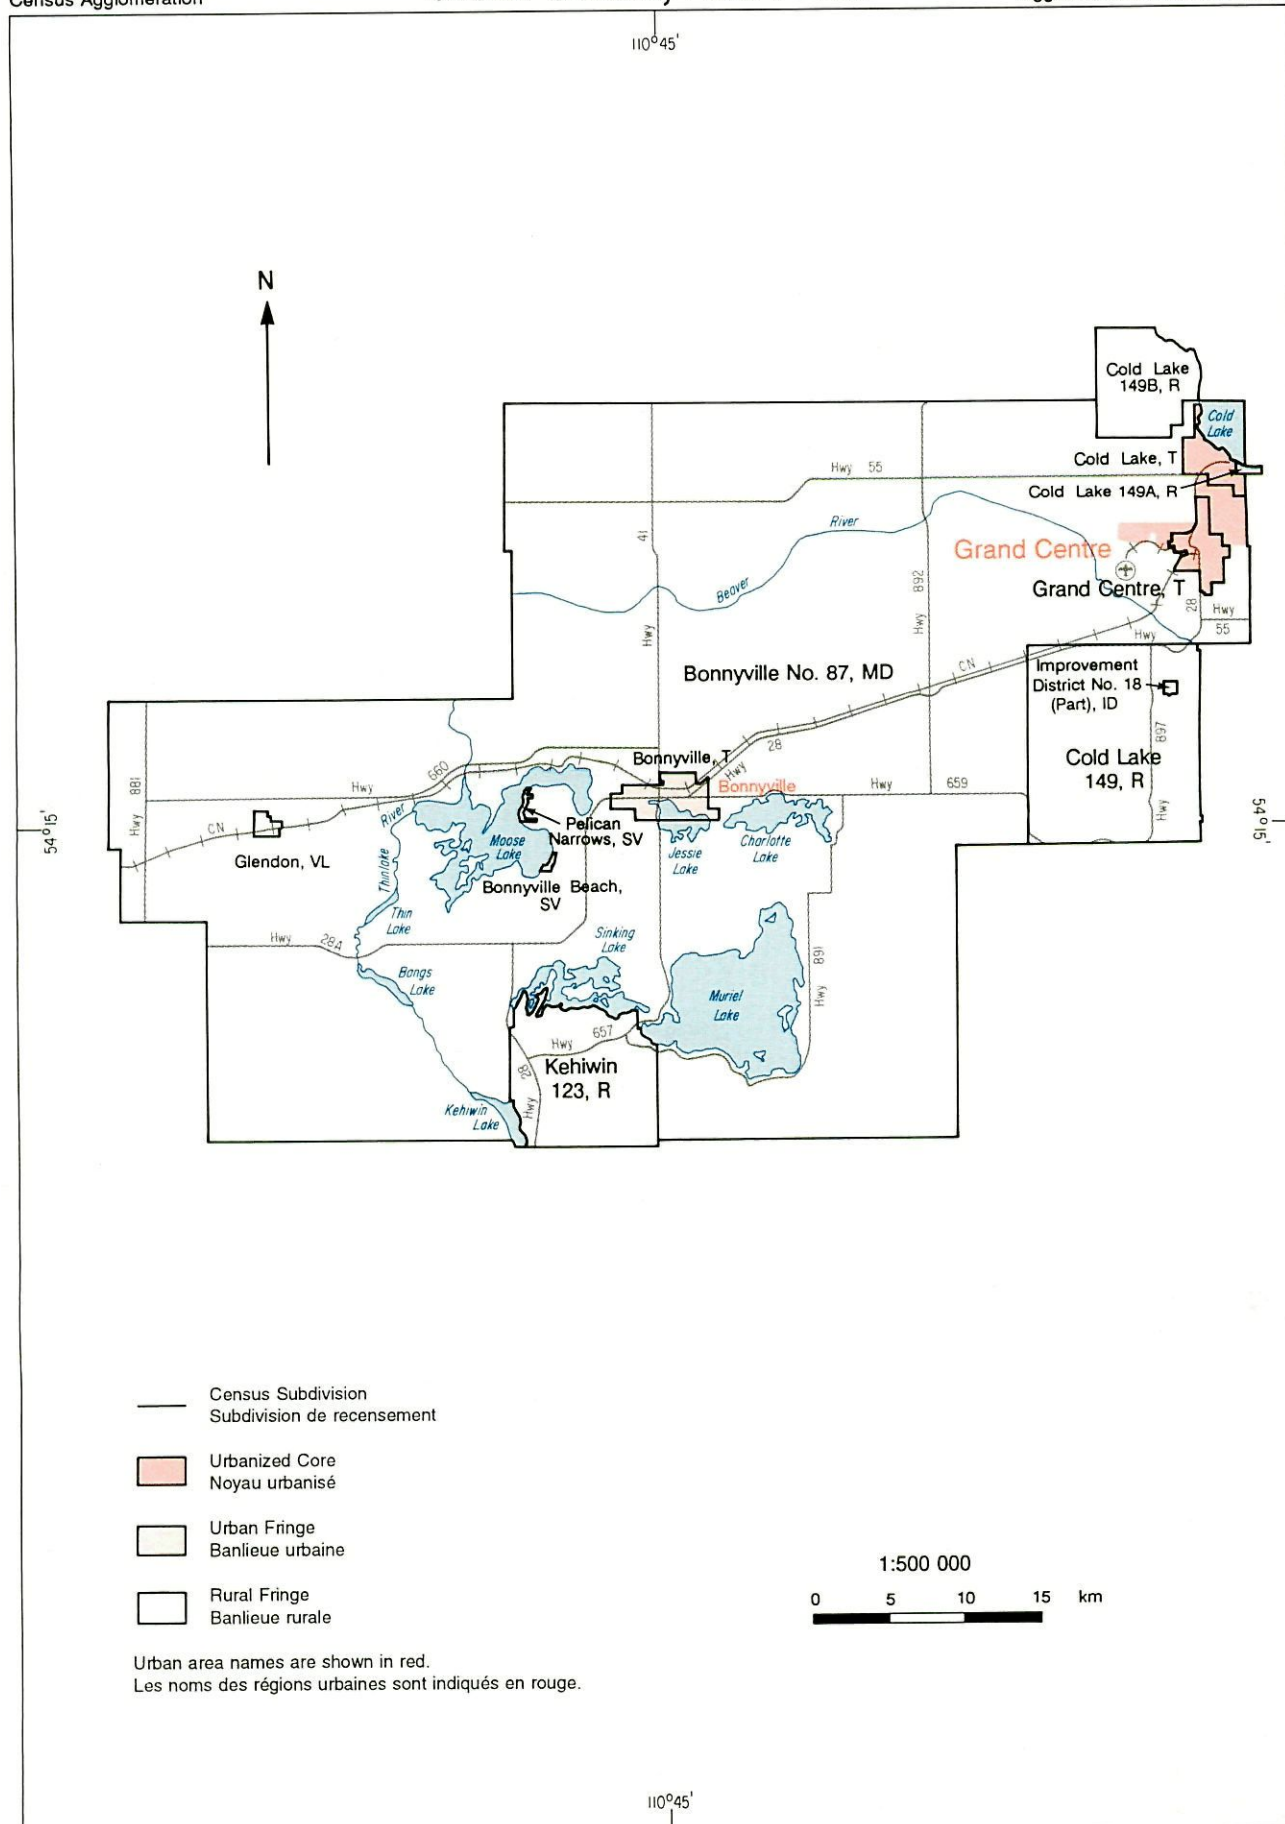 Census Agglomeration
110°45'
N
Cold Lake
149B, R
Cold
Lake
Cold Lake, T
Hwy 55
Cold Lake 149A, R
River
41
Grand Centre
Beaver
892
Grand Centre, T
28
Hwy
55
Hwy
Hwy
Hwy
CN
Bonnyville No. 87, MD
Improvement
District No. 18
(Part), ID
897
Cold Lake
149, R
Hwy
Bonnyville, T
28
Hwy
Bonnyville
Hwy 659
660
Hwy
881
Hwy
54°15'
54°15'
CN
River
Pelican
Narrows, SV
Moose
Lake
Glendon, VL
Jessie
Lake
Charlotte
Lake
Thinlake
Bonnyville Beach,
SV
Thin
Lake
Hwy 28A
Sinking
Lake
891
Hwy
Bangs
Lake
Muriel
Lake
Hwy 657
28
Hwy
Kehiwin
123, R
Kehiwin
Lake
Census Subdivision
Subdivision de recensement
Urbanized Core
Noyau urbanisé
Urban Fringe
Banlieue urbaine
Rural Fringe
Banlieue rurale
1:500 000
0 5 10 15 km
Urban area names are shown in red.
Les noms des régions urbaines sont indiqués en rouge.
110°45'